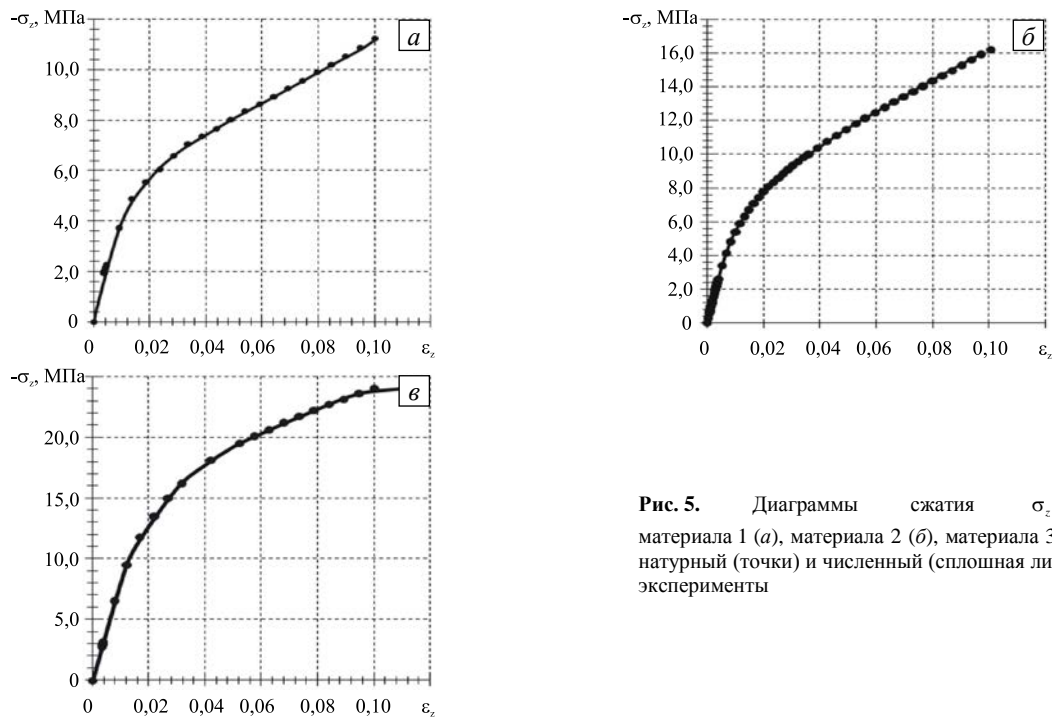 -σz, МПа
а
10,0
8,0
6,0
4,0
2,0
0
0 0,02 0,04 0,06 0,08 0,10 εz
-σz, МПа
б
16,0
14,0
12,0
10,0
8,0
6,0
4,0
2,0
0
0 0,02 0,04 0,06 0,08 0,10 εz
-σz, МПа
в
20,0
15,0
10,0
5,0
0
0 0,02 0,04 0,06 0,08 0,10 εz
Рис. 5. Диаграммы сжатия σz
материала 1 (а), материала 2 (б), материала 3
натурный (точки) и численный (сплошная ли
эксперименты